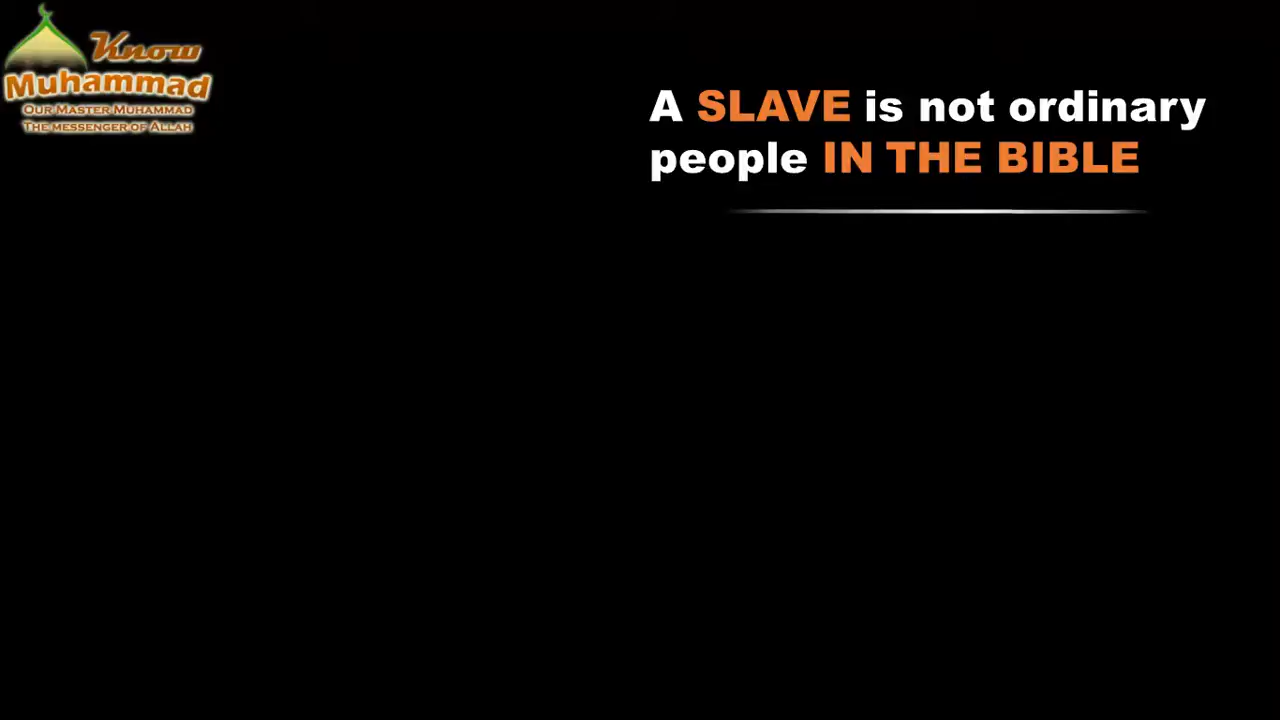 Know
Muhammad
OUR MASTER MUHAMMAD
THE MESSENGER OF ALLAH
A SLAVE is not ordinary
people IN THE BIBLE